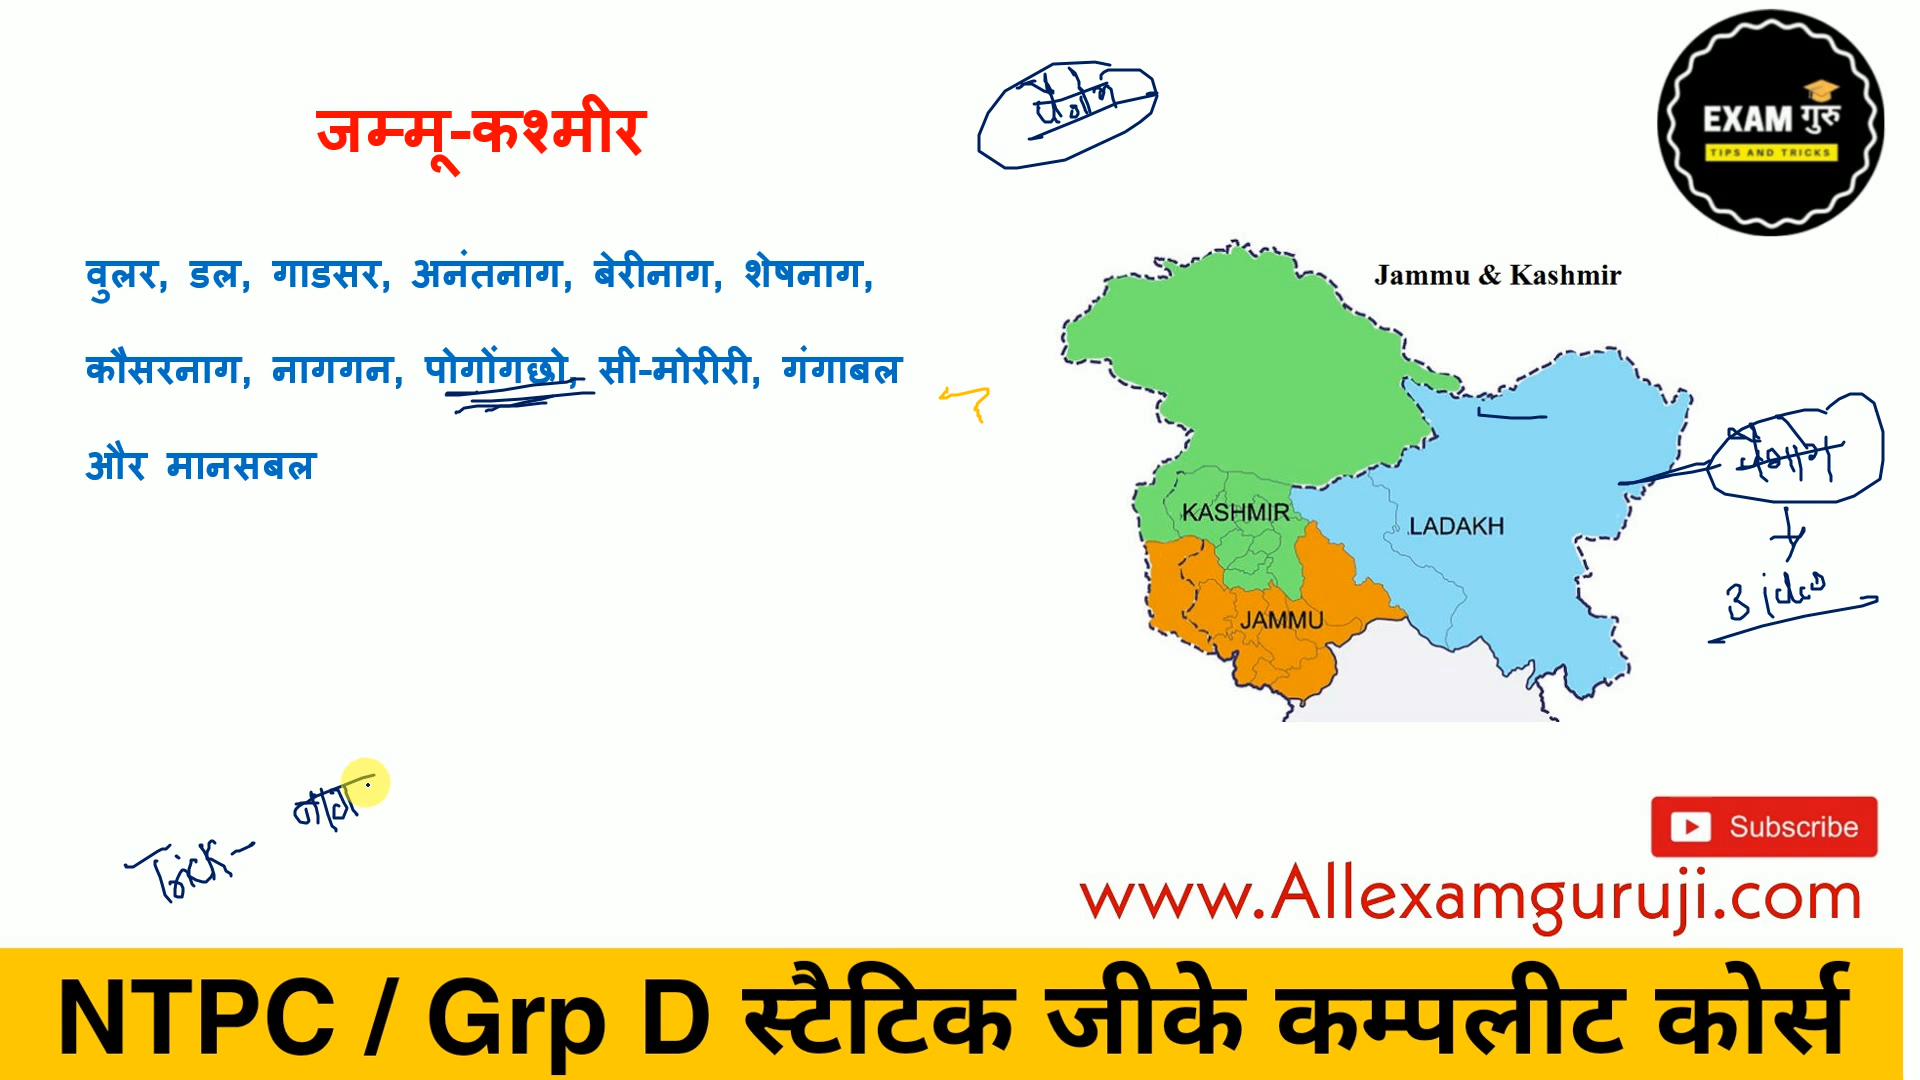 जम्मू-कश्मीर
EXAM गुरु
TIPS AND TRICKS
वुलर, डल, गाडसर, अनंतनाग, बेरीनाग, शेषनाग,
कौसरनाग, नागगन, पोगोंगछो, सी-मोरीरी, गंगाबल
और मानसबल
Jammu & Kashmir
KASHMIR
LADAKH
JAMMU
Trick-
Subscribe
www.Allexamguruji.com
NTPC / Grp D स्टैटिक जीके कम्पलीट कोर्स